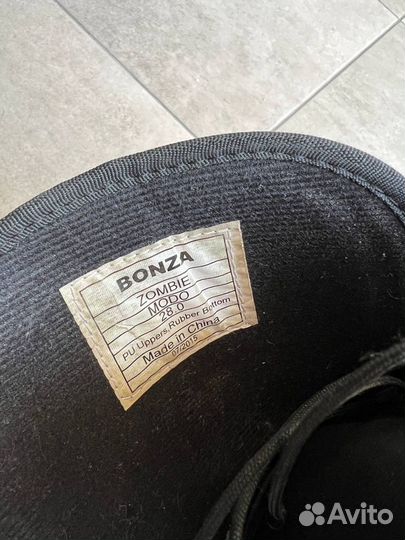 BONZA
ZOMBIE
MODO
28.0
PU Uppers,Rubber Bottom
Made in China
07/2015
Avito